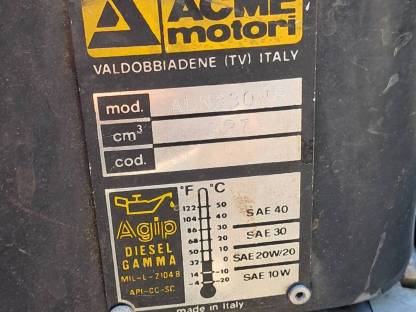 ACME
motori
VALDOBBIADENE (TV) ITALY
mod.
cm³
cod.
°F °C
122 50
104 40
86 30
68 20
50 10
32 0
14 -10
-4 -20
SAE 40
SAE 30
SAE 20W/20
SAE 10W
Agip
DIESEL
GAMMA
MIL-L-2104B
API-CC-SC
made in Italy